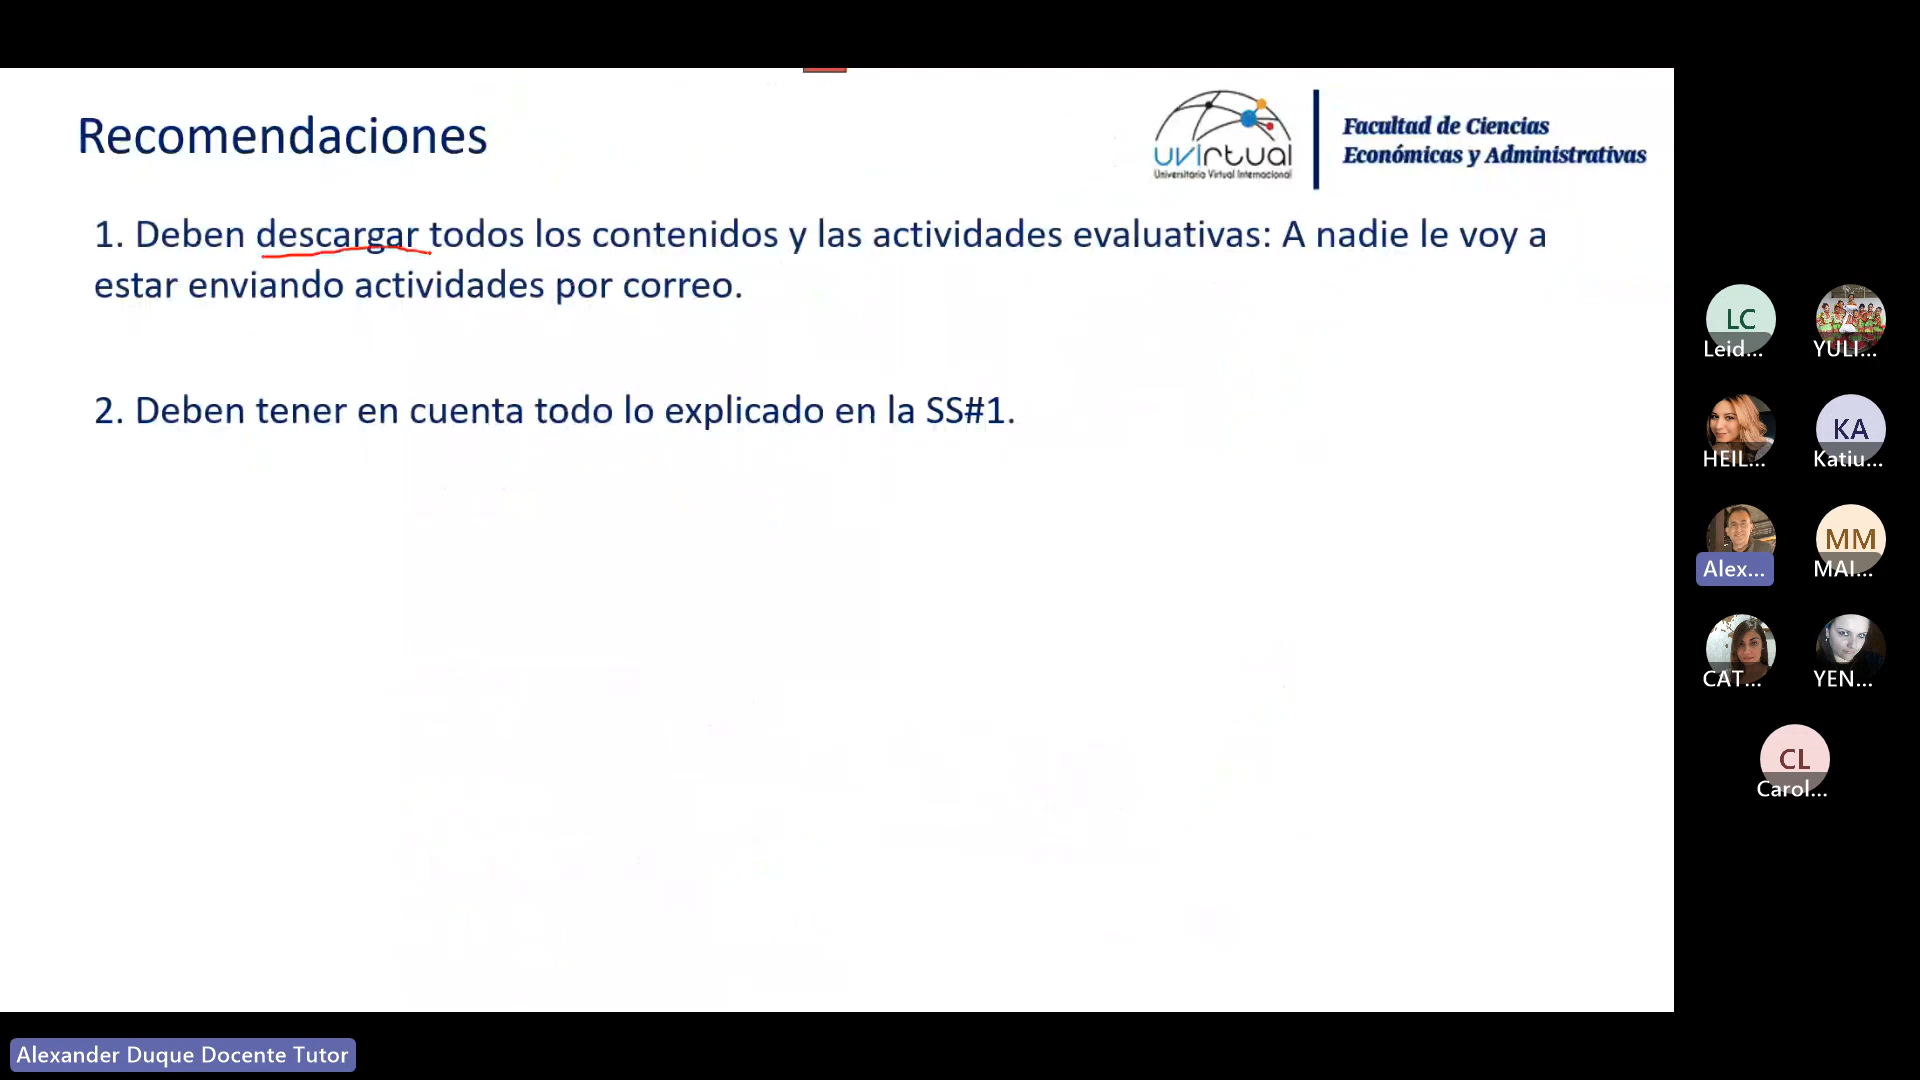 Recomendaciones
uvirtual
Universitaria Virtual Internacional
Facultad de Ciencias
Económicas y Administrativas
1. Deben descargar todos los contenidos y las actividades evaluativas: A nadie le voy a
estar enviando actividades por correo.
2. Deben tener en cuenta todo lo explicado en la SS#1.
LC
Leid...
YULI...
HEIL...
KA
Katiu...
Alex...
MM
MAI...
CAT...
YEN...
CL
Carol...
Alexander Duque Docente Tutor